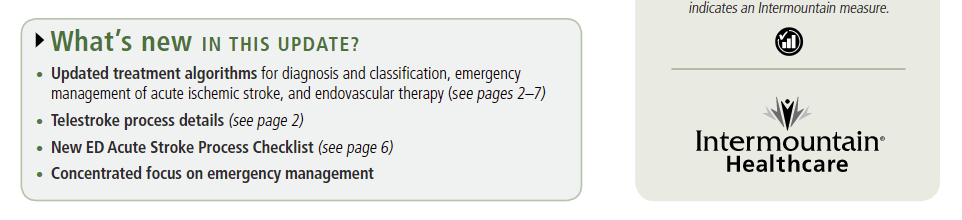 What's new IN THIS UPDATE?
• Updated treatment algorithms for diagnosis and classification, emergency
management of acute ischemic stroke, and endovascular therapy (see pages 2–7)
• Telestroke process details (see page 2)
• New ED Acute Stroke Process Checklist (see page 6)
• Concentrated focus on emergency management
indicates an Intermountain measure.
Intermountain®
Healthcare